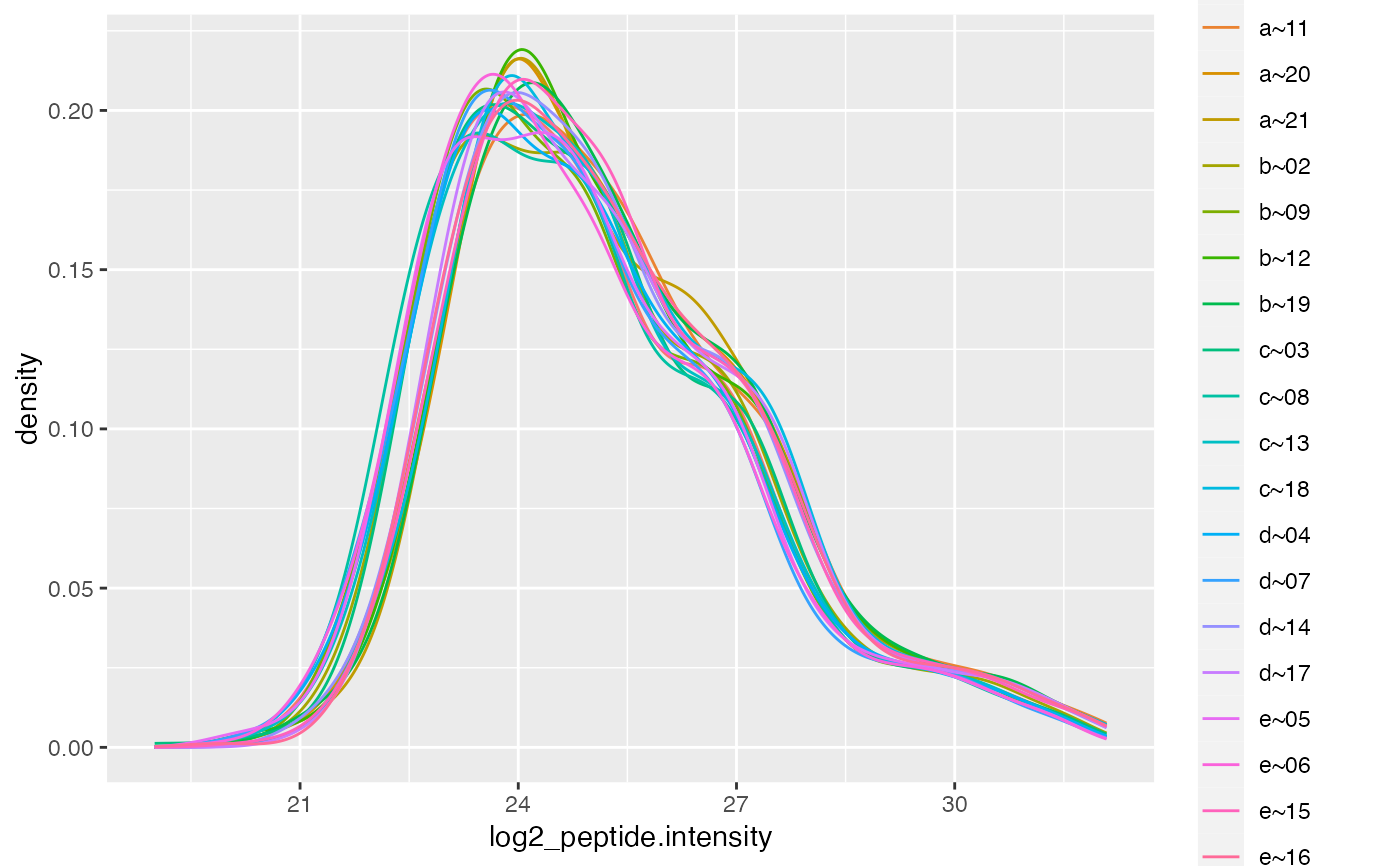 0.20
0.15
0.10
0.05
0.00
density
21 24 27 30
log2_peptide.intensity
a~11
a~20
a~21
b~02
b~09
b~12
b~19
c~03
c~08
c~13
c~18
d~04
d~07
d~14
d~17
e~05
e~06
e~15
e~16